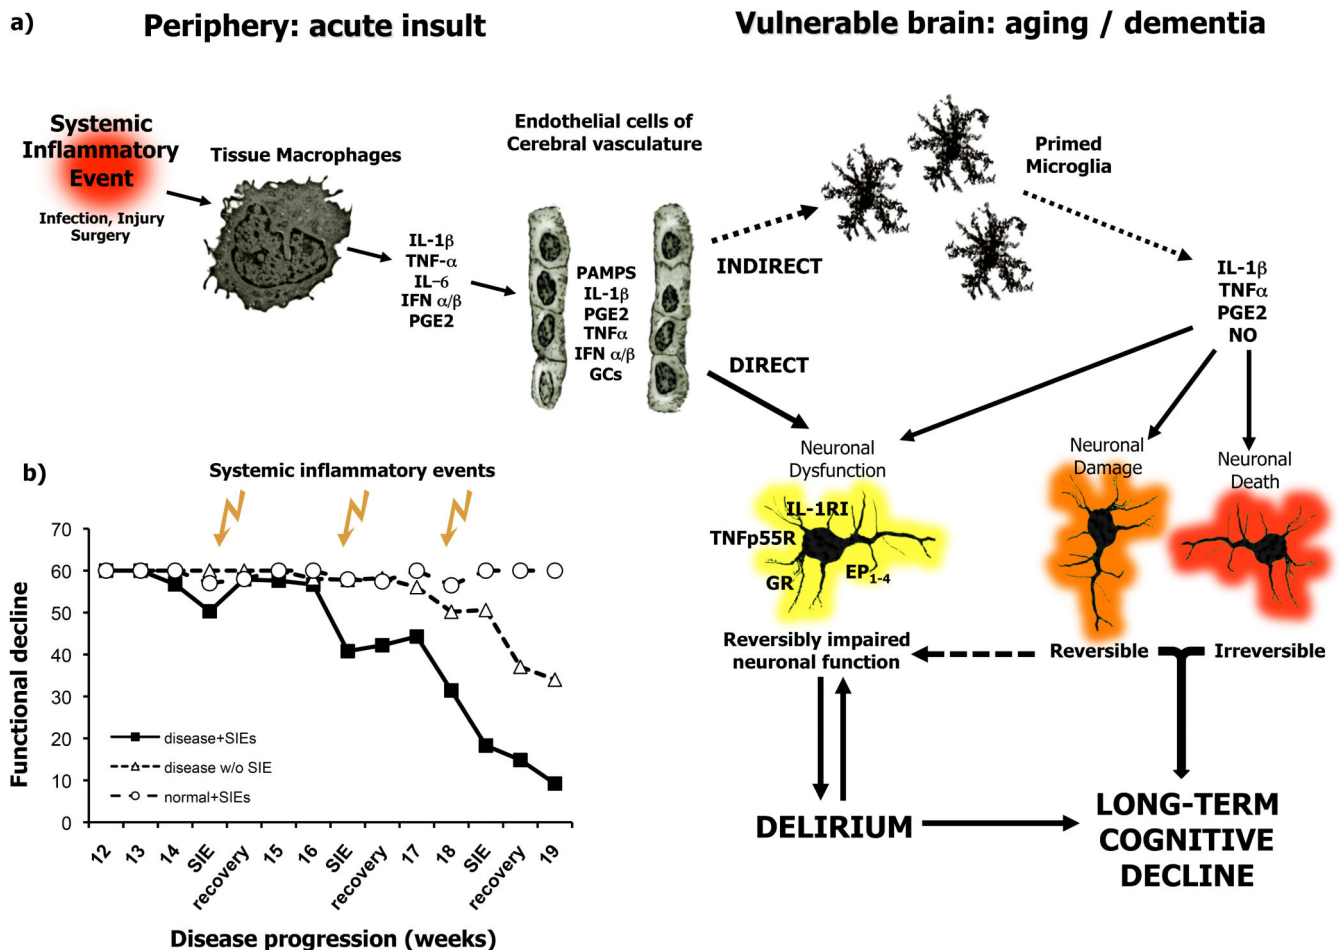 a)
Periphery: acute insult
Vulnerable brain: aging / dementia
Systemic
Inflammatory
Event
Infection, Injury
Surgery
Tissue Macrophages
IL-1β
TNF-α
IL-6
IFN α/β
PGE2
Endothelial cells of
Cerebral vasculature
PAMPS
IL-1β
PGE2
TNFα
IFN α/β
GCs
INDIRECT
DIRECT
Primed
Microglia
IL-1β
TNFα
PGE2
NO
Neuronal
Dysfunction
IL-1RI
TNFp55R
GR
EP1-4
Neuronal
Damage
Neuronal
Death
Reversibly impaired
neuronal function
Reversible
Irreversible
DELIRIUM
LONG-TERM
COGNITIVE
DECLINE
b)
Systemic inflammatory events
Functional decline
70
60
50
40
30
20
10
0
disease+SIEs
disease w/o SIE
normal+SIEs
12
13
14
SIE
recovery
15
16
SIE
recovery
17
18
SIE
recovery
19
Disease progression (weeks)